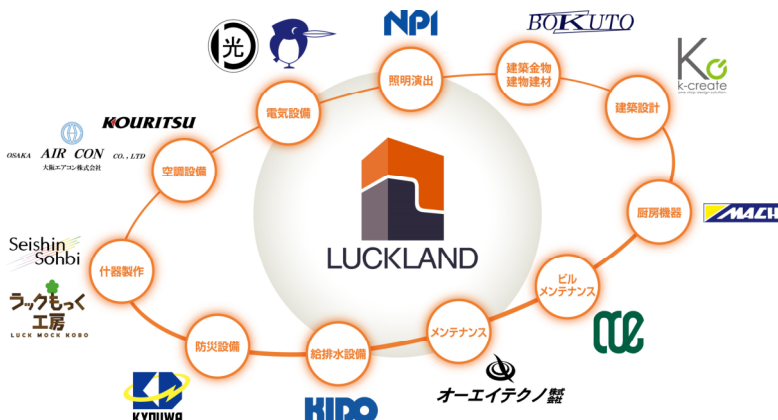 NPI
BOKUTO
光
照明演出
建築金物
建物建材
K
k-create
電気設備
建築設計
KOURITSU
OSAKA AIR CON CO., LTD
大阪エアコン株式会社
空調設備
厨房機器
MACH
LUCKLAND
Seishin
Sohbi
什器製作
ビル
メンテナンス
ラックもっく
工房
LUCK MOCK KOBO
防災設備
給排水設備
メンテナンス
オーエイテクノ株式会社
KYOUWA
KIDO